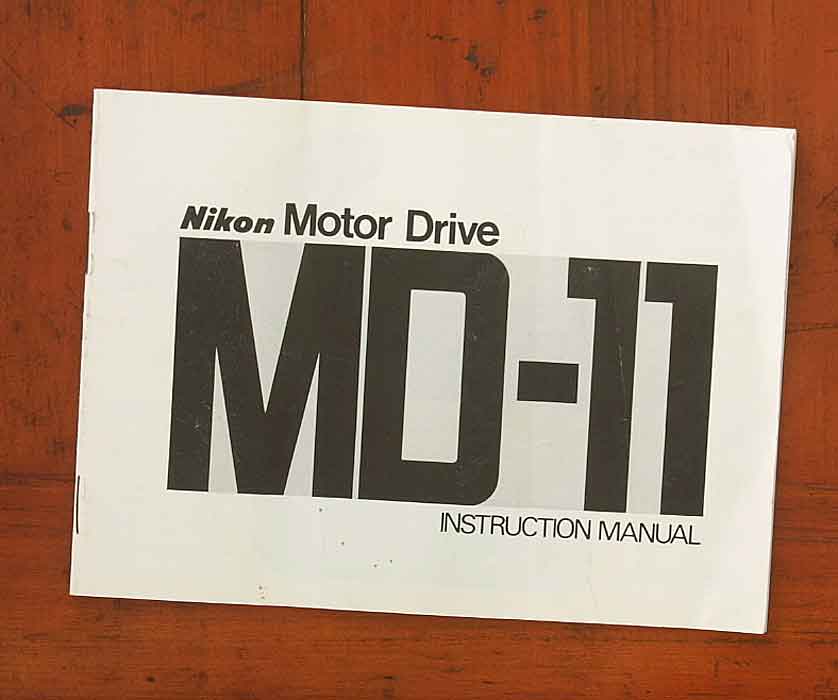 Nikon Motor Drive
MD-11
INSTRUCTION MANUAL